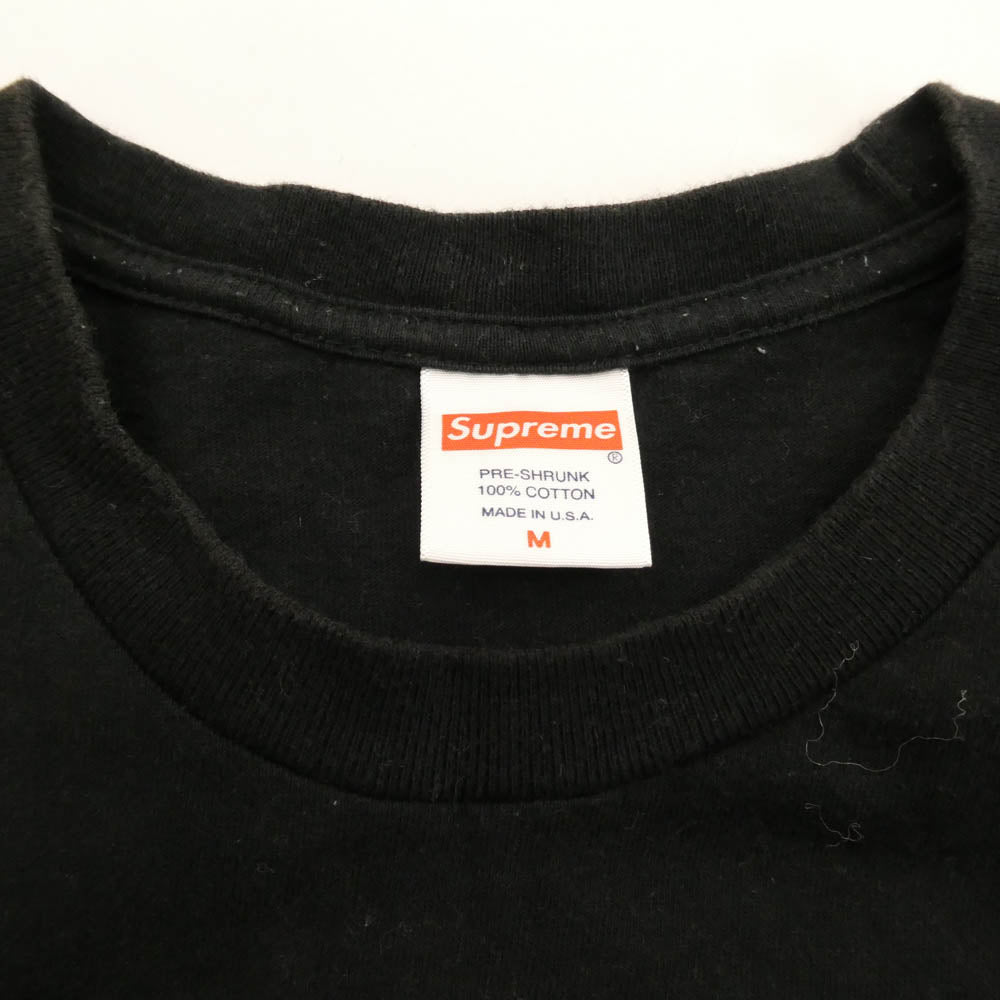 Supreme
®
PRE-SHRUNK
100% COTTON
MADE IN U.S.A.
M